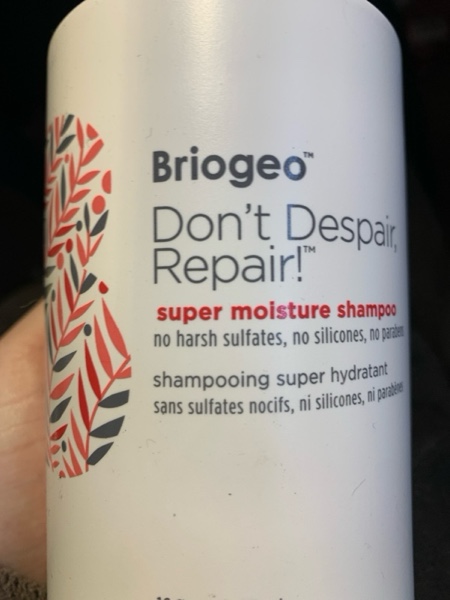 Briogeo™
Don't Despair,
Repair!™
super moisture shampoo
no harsh sulfates, no silicones, no parabens
shampooing super hydratant
sans sulfates nocifs, ni silicones, ni parabènes